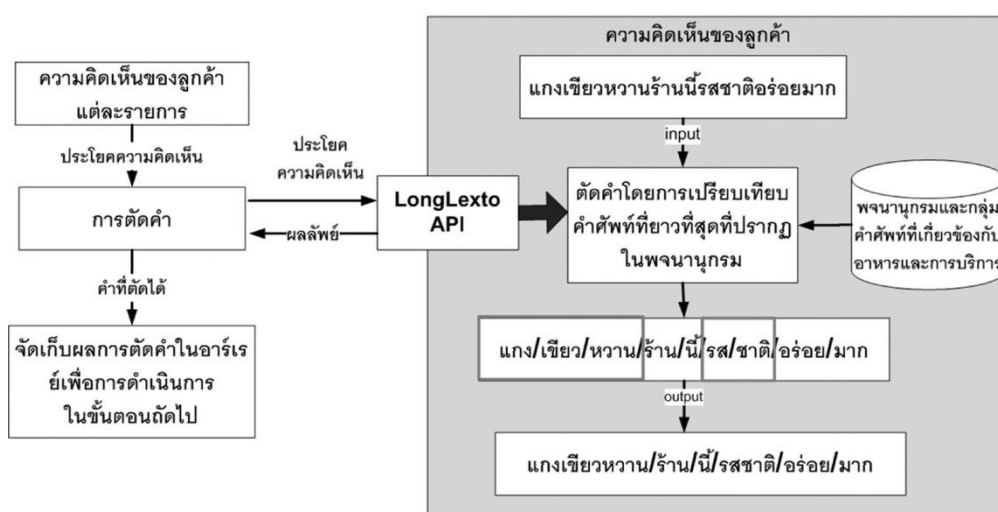 ความคิดเห็นของลูกค้า
แต่ละรายการ
ประโยคความคิดเห็น
การตัดคำ
คำที่ตัดได้
จัดเก็บผลการตัดคำในอาร์เร
ย์เพื่อการดำเนินการ
ในขั้นตอนถัดไป
ประโยค
ความคิดเห็น
ผลลัพย์
LongLexto
API
ความคิดเห็นของลูกค้า
แกงเขียวหวานร้านนี้รสชาติอร่อยมาก
input
ตัดคำโดยการเปรียบเทียบ
คำศัพท์ที่ยาวที่สุดที่ปรากฏ
ในพจนานุกรม
พจนานุกรมและกลุ่ม
คำศัพท์ที่เกี่ยวข้องกับ
อาหารและการบริการ
แกง/เขียว/หวาน/ร้าน/นี้/รส/ชาติ/อร่อย/มาก
output
แกงเขียวหวาน/ร้าน/นี้/รสชาติ/อร่อย/มาก